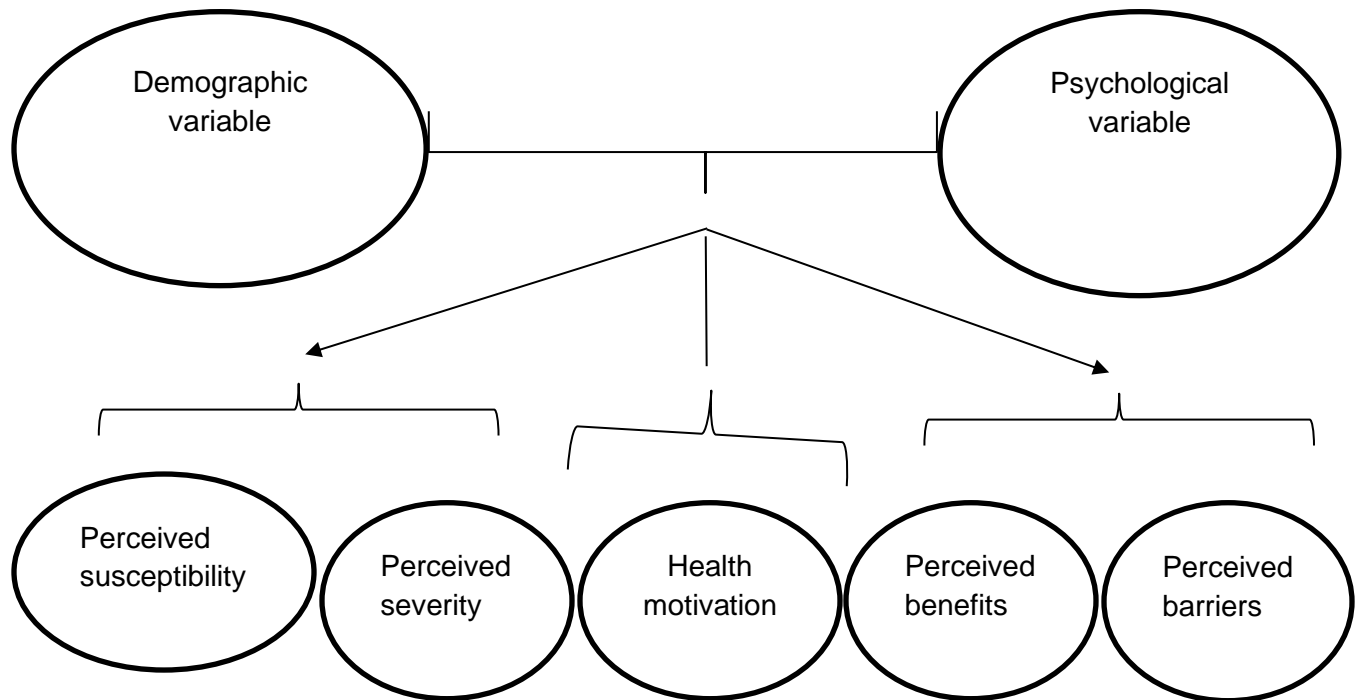 Demographic
variable
Psychological
variable
Perceived
susceptibility
Perceived
severity
Health
motivation
Perceived
benefits
Perceived
barriers